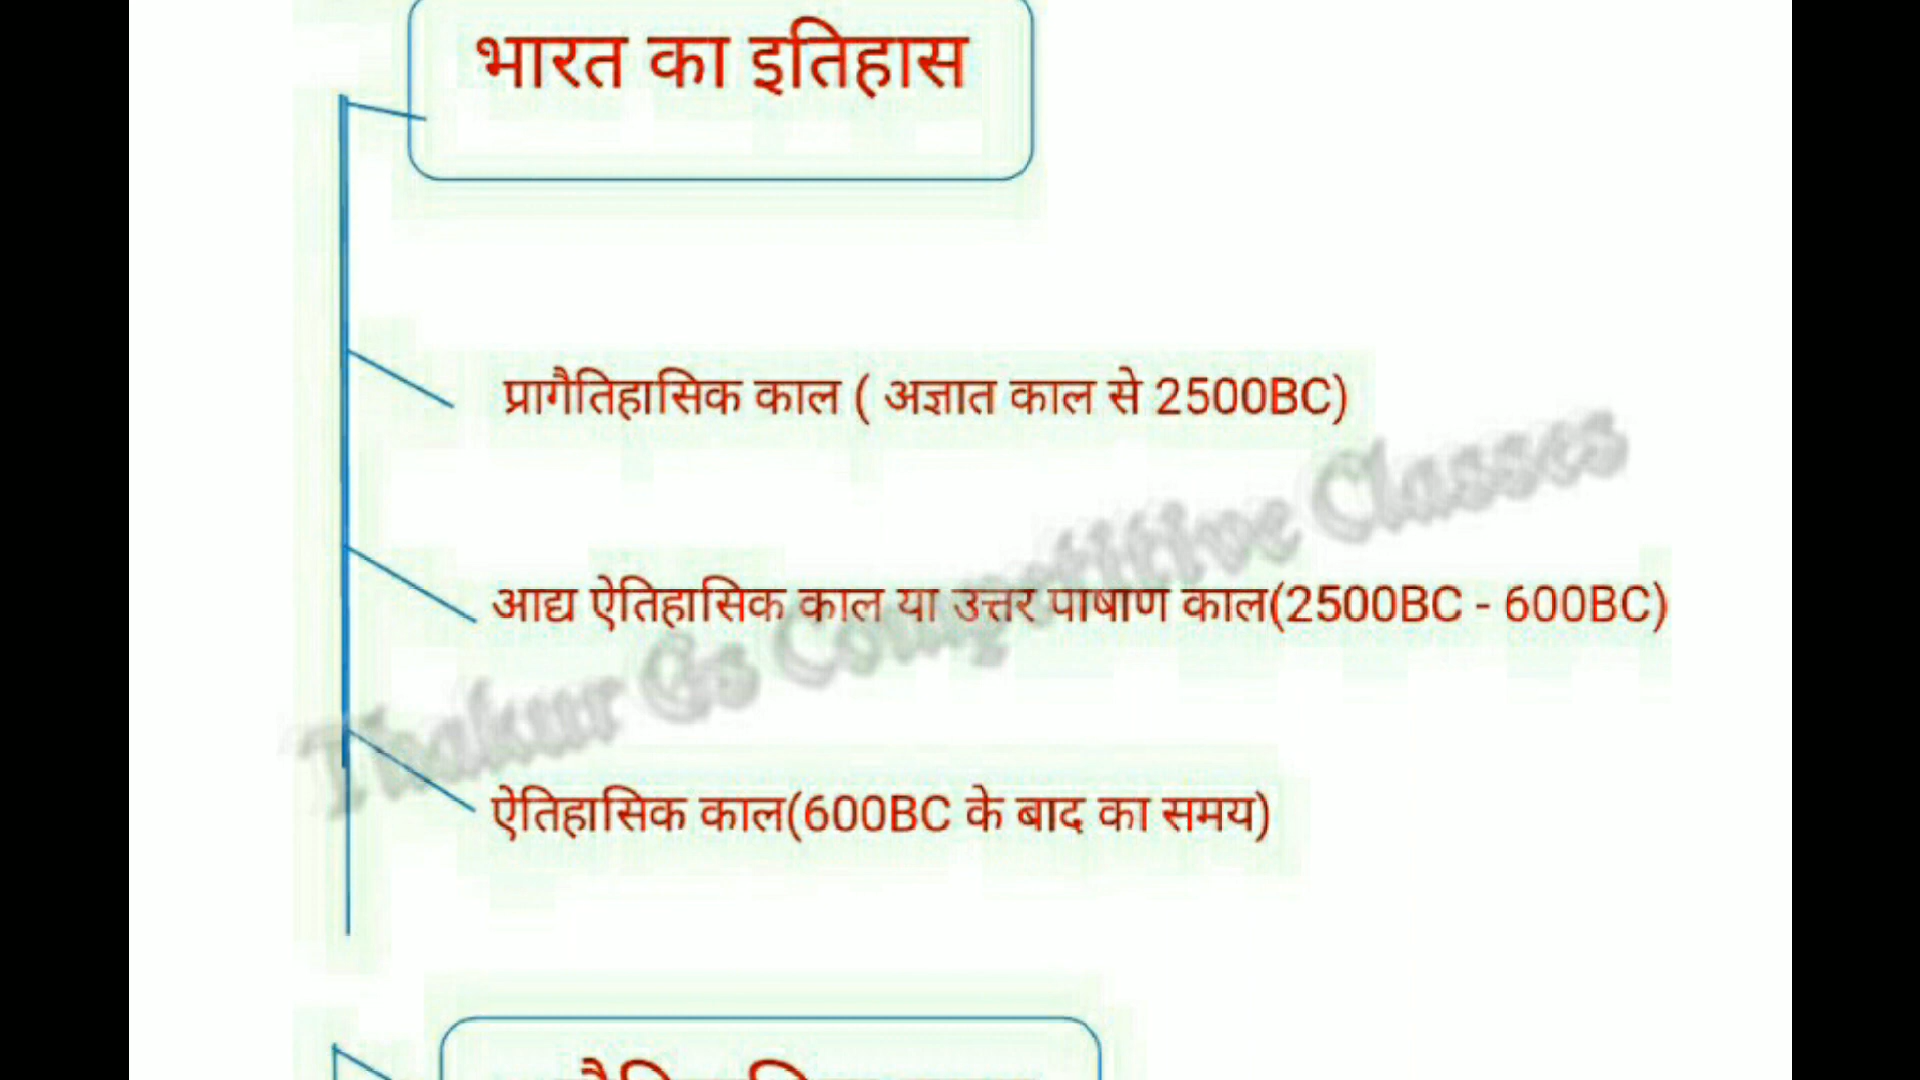 भारत का इतिहास
प्रागैतिहासिक काल ( अज्ञात काल से 2500BC)
आद्य ऐतिहासिक काल या उत्तर पाषाण काल(2500BC - 600BC)
ऐतिहासिक काल(600BC के बाद का समय)
Thakur Gs Competitive Classes